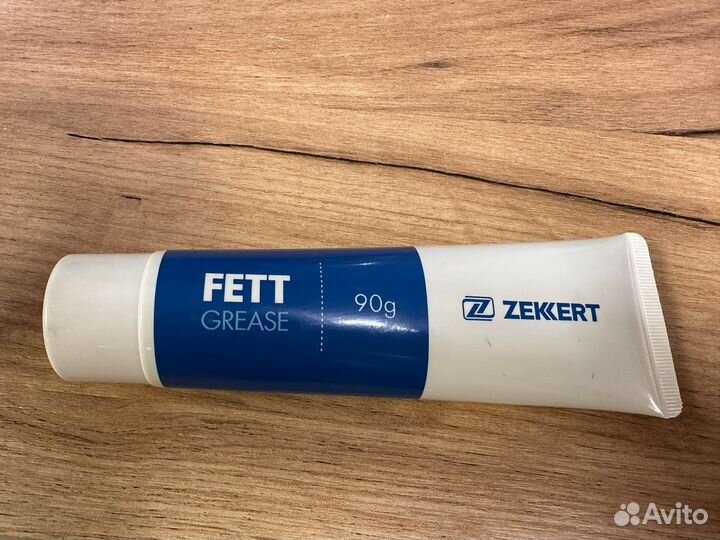 FETT
GREASE
90g
ZEKKERT
Avito